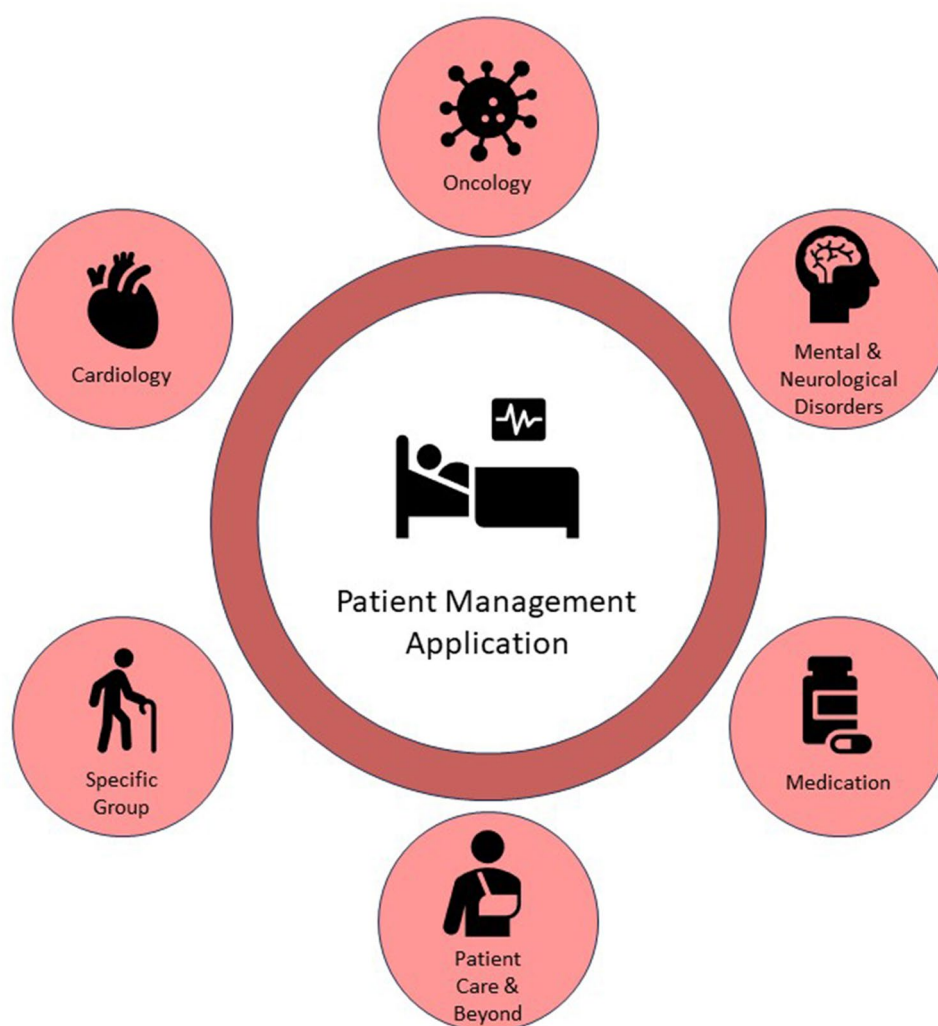 Oncology
Mental &
Neurological
Disorders
Cardiology
Patient Management
Application
Medication
Specific
Group
Patient
Care &
Beyond